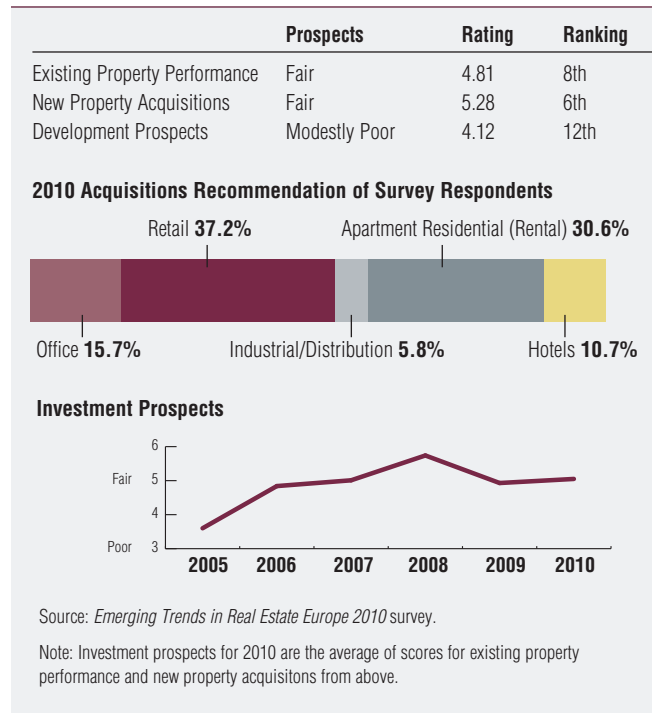 Prospects Rating Ranking
Existing Property Performance Fair 4.81 8th
New Property Acquisitions Fair 5.28 6th
Development Prospects Modestly Poor 4.12 12th
2010 Acquisitions Recommendation of Survey Respondents
Retail 37.2% Apartment Residential (Rental) 30.6%
Office 15.7% Industrial/Distribution 5.8% Hotels 10.7%
Investment Prospects
6
Fair 5
4
Poor 3
2005 2006 2007 2008 2009 2010
Source: Emerging Trends in Real Estate Europe 2010 survey.
Note: Investment prospects for 2010 are the average of scores for existing property
performance and new property acquisitons from above.